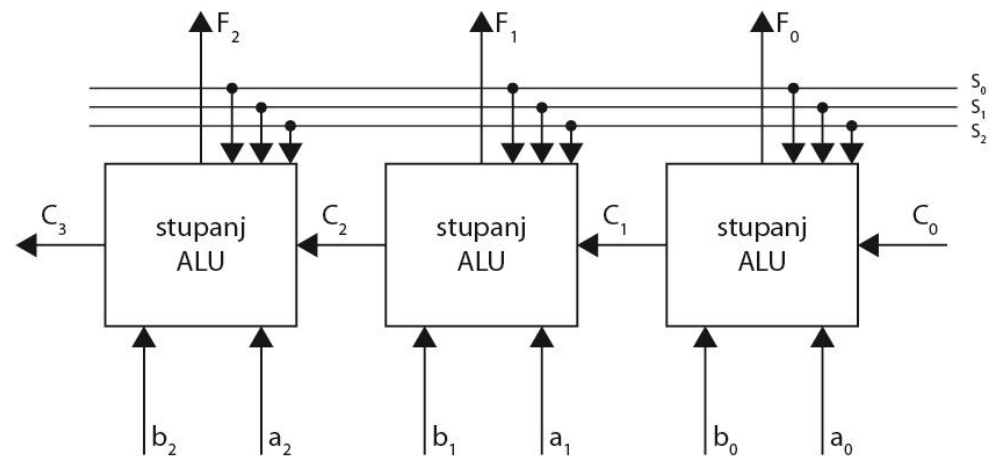 F₂ F₁ F₀
S₀
S₁
S₂
C₃ stupanj ALU C₂ stupanj ALU C₁ stupanj ALU C₀
b₂ a₂ b₁ a₁ b₀ a₀